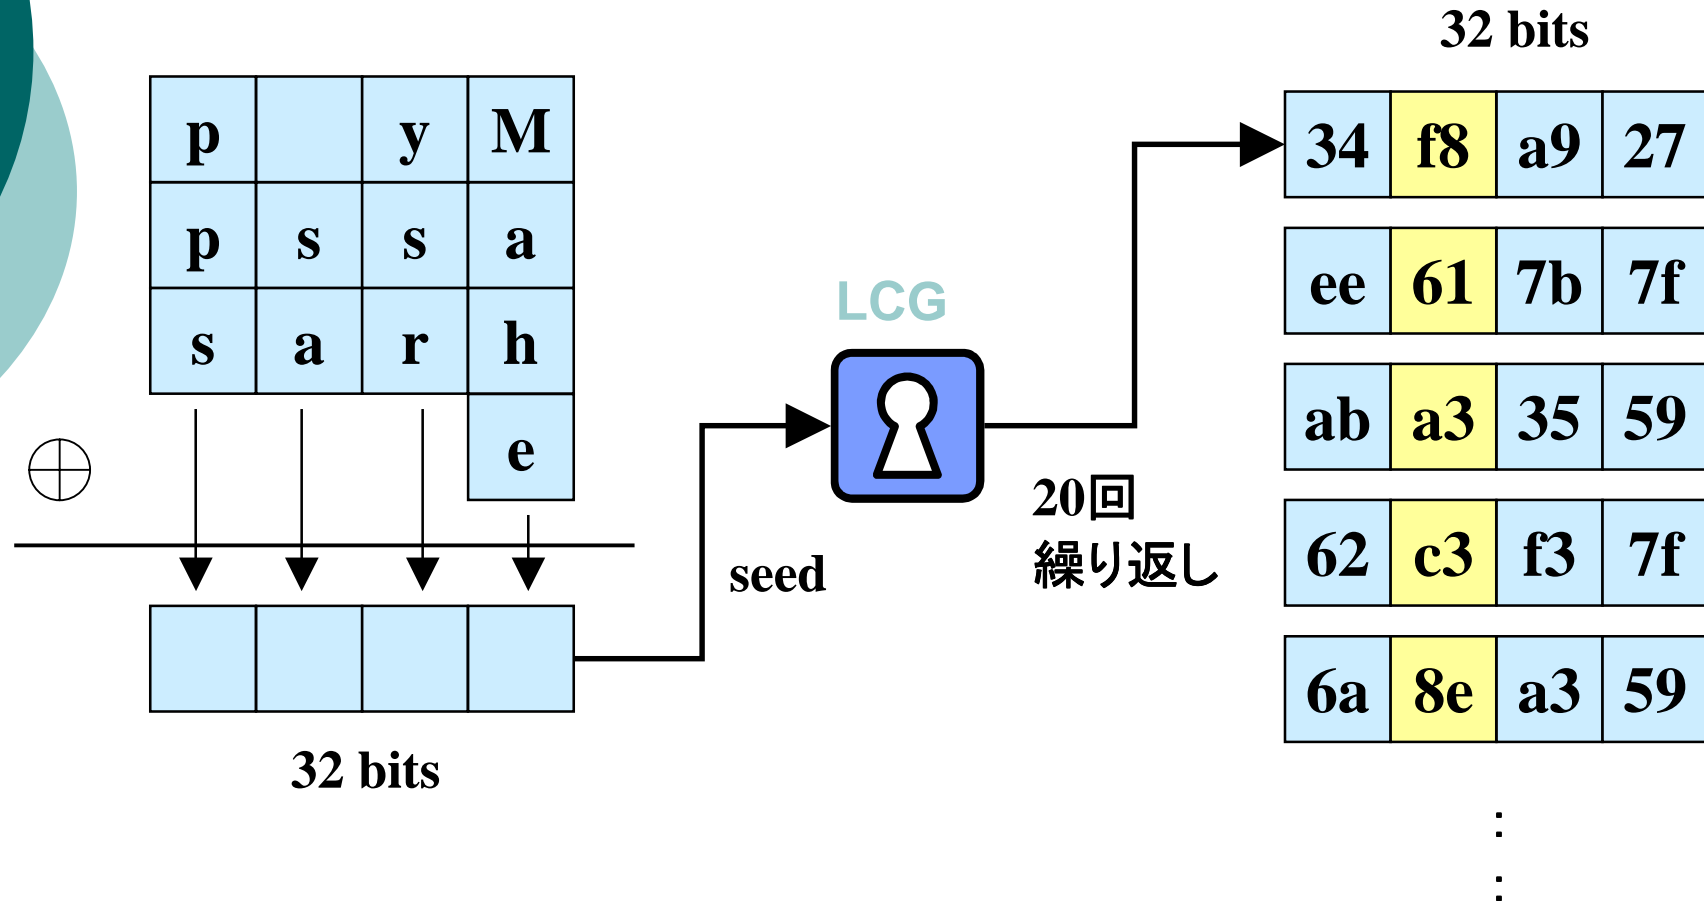 32 bits
p y M
p s s a
s a r h
e
32 bits
seed
LCG
20回
繰り返し
34 f8 a9 27
ee 61 7b 7f
ab a3 35 59
62 c3 f3 7f
6a 8e a3 59